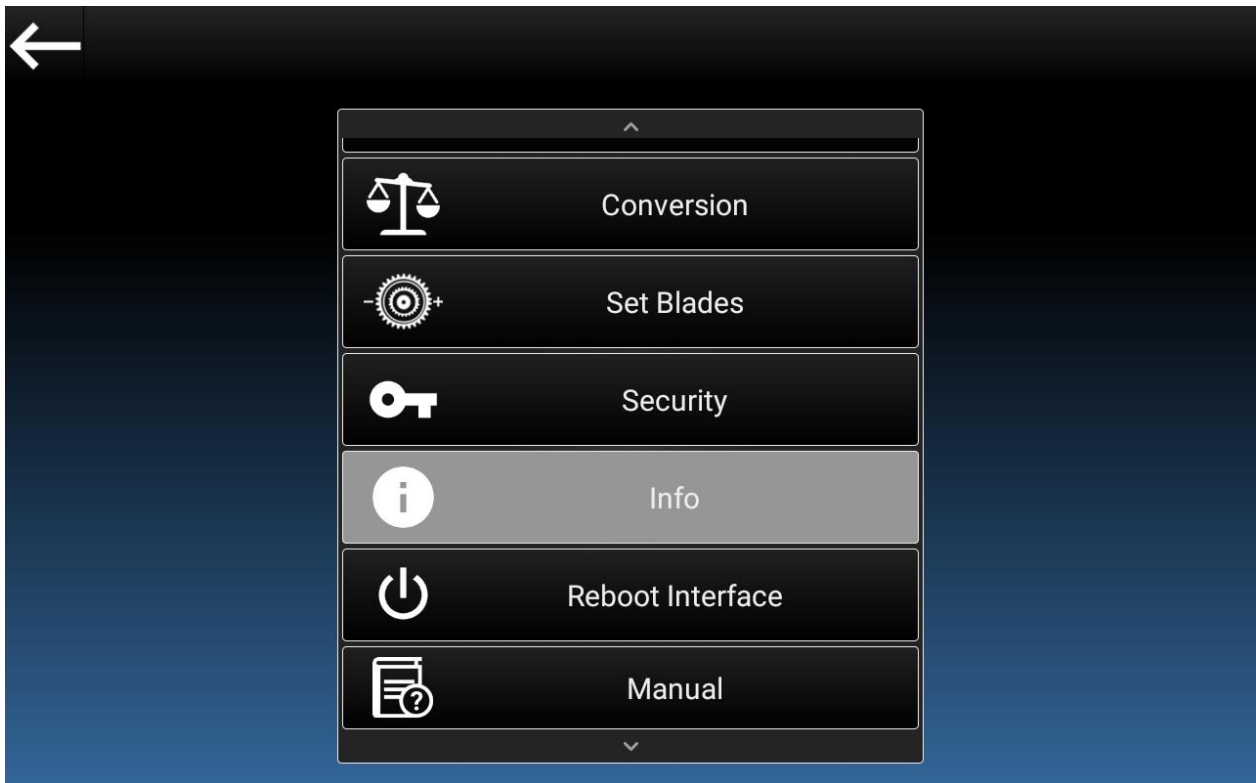 Conversion
Set Blades
Security
Info
Reboot Interface
Manual